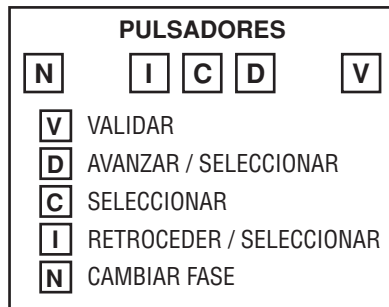 PULSADORES
N I C D V
V VALIDAR
D AVANZAR / SELECCIONAR
C SELECCIONAR
I RETROCEDER / SELECCIONAR
N CAMBIAR FASE